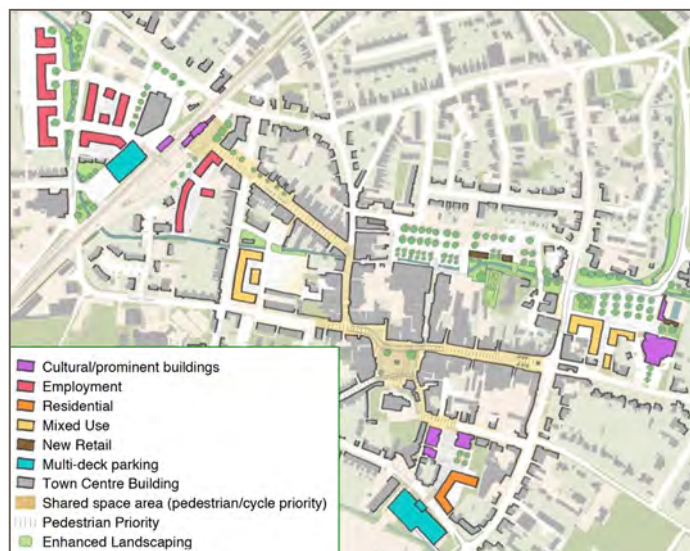 Cultural/prominent buildings
Employment
Residential
Mixed Use
New Retail
Multi-deck parking
Town Centre Building
Shared space area (pedestrian/cycle priority)
Pedestrian Priority
Enhanced Landscaping